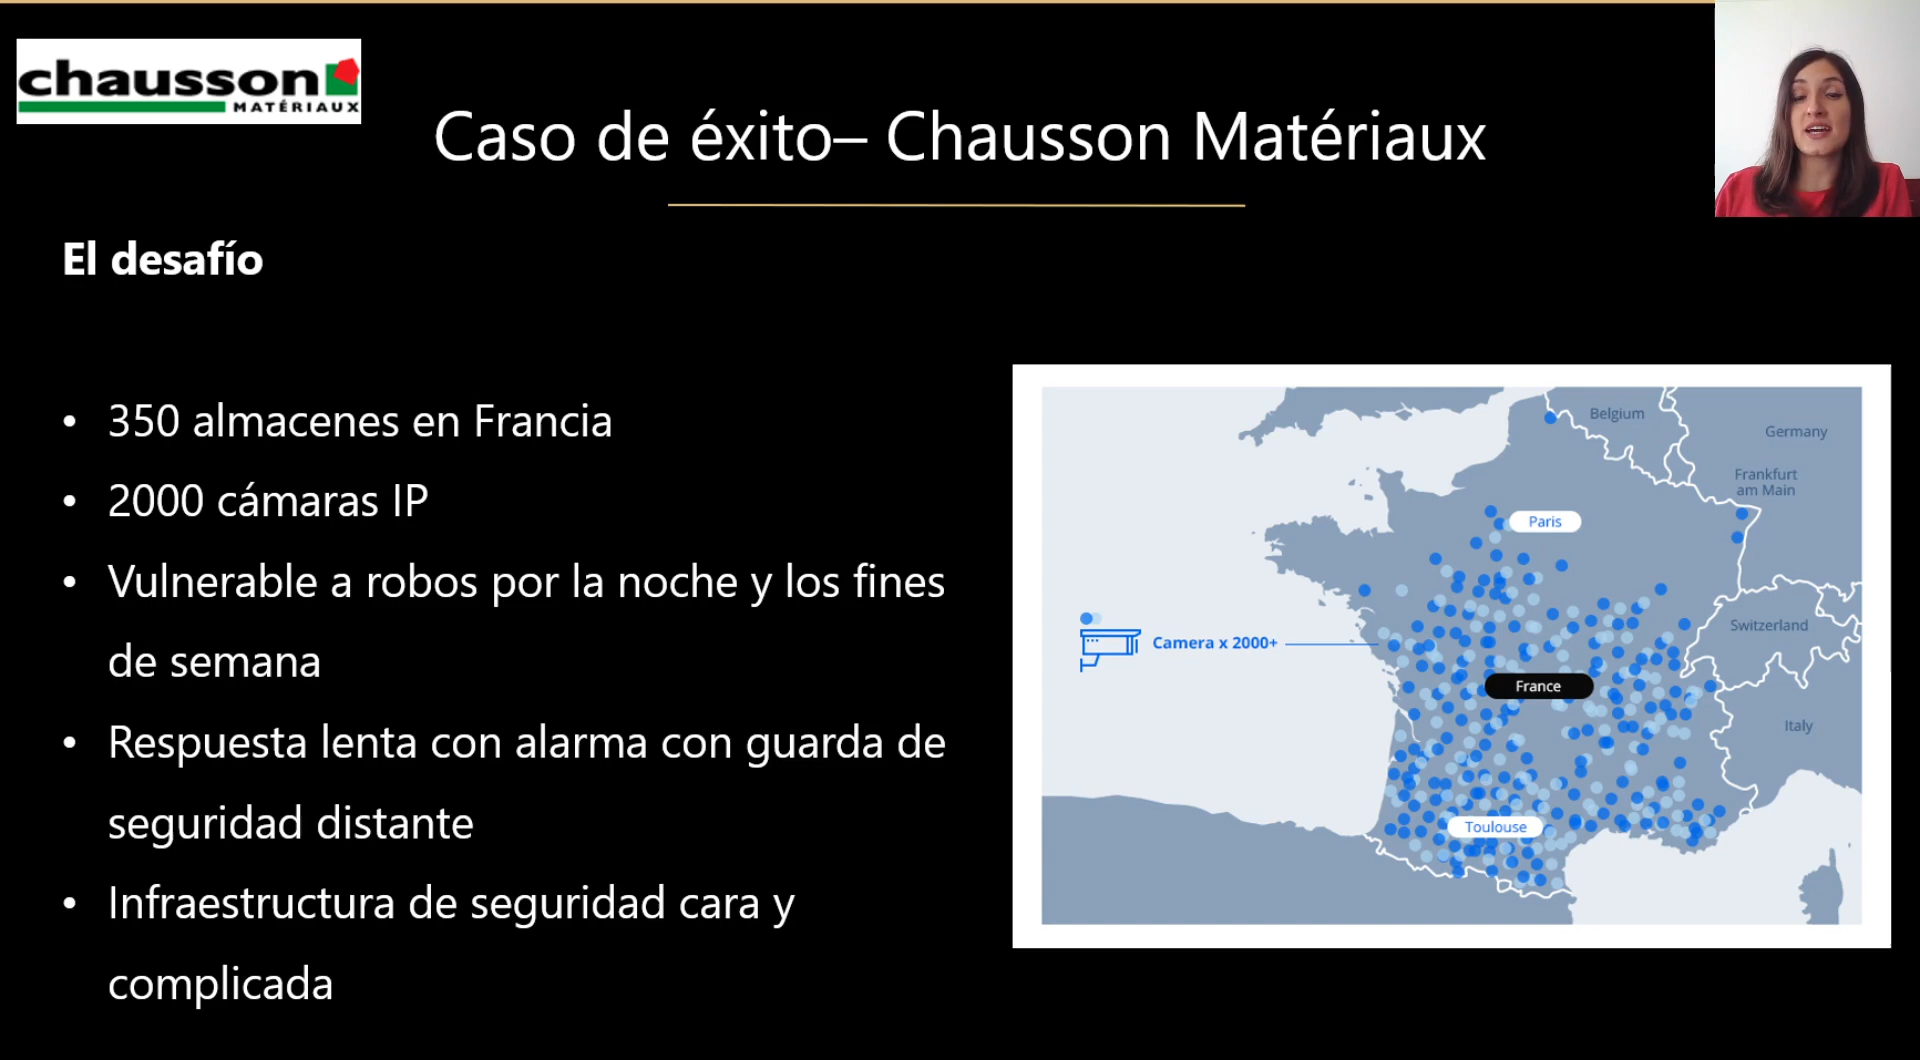 chausson
MATÉRIAUX
Caso de éxito– Chausson Matériaux
El desafío
• 350 almacenes en Francia
• 2000 cámaras IP
• Vulnerable a robos por la noche y los fines
de semana
• Respuesta lenta con alarma con guarda de
seguridad distante
• Infraestructura de seguridad cara y
complicada
Belgium
Germany
Frankfurt
am Main
Paris
Switzerland
Camera x 2000+
France
Italy
Toulouse